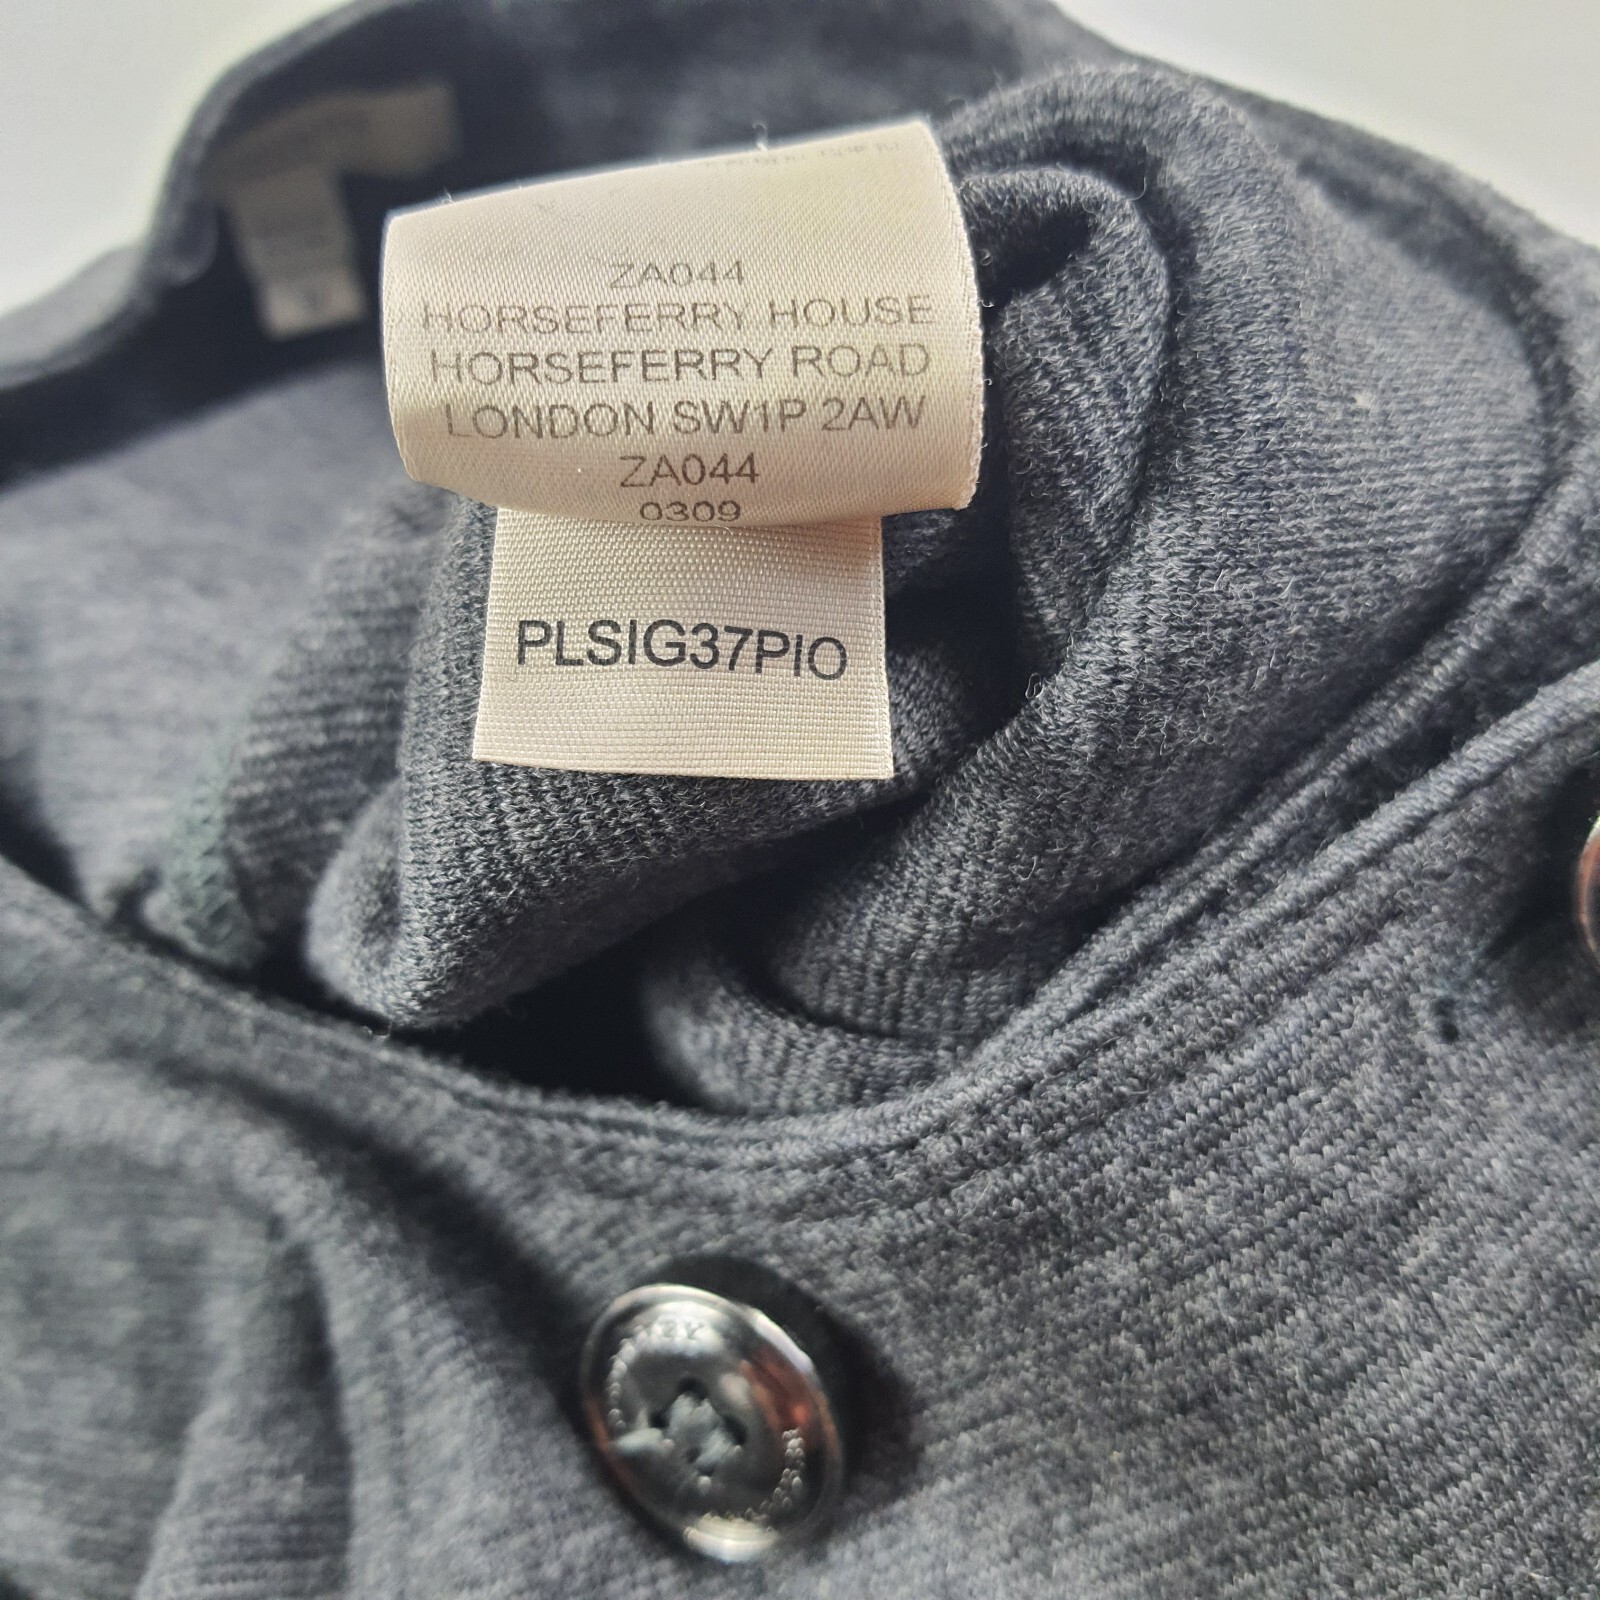 ZA044
HORSEFERRY HOUSE
HORSEFERRY ROAD
LONDON SW1P 2AW
ZA044
0309
PLSIG37PIO